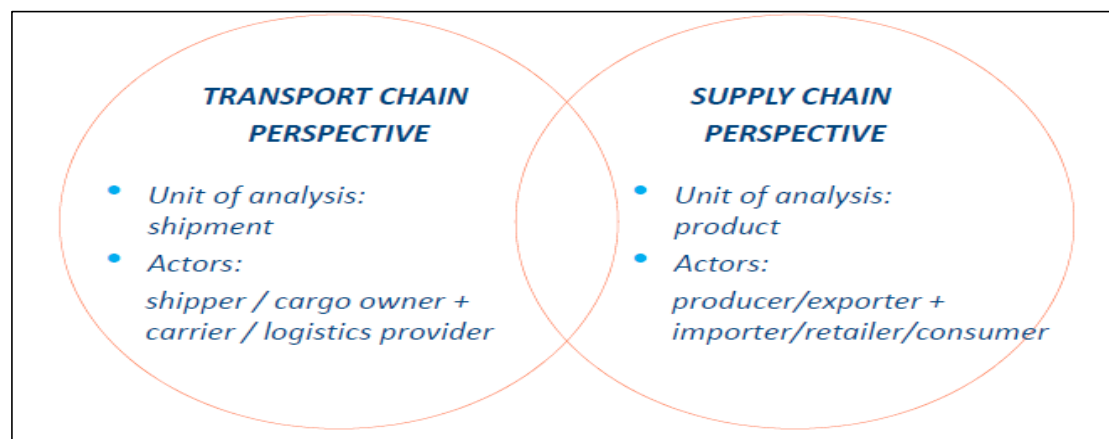 TRANSPORT CHAIN
PERSPECTIVE
• Unit of analysis:
shipment
• Actors:
shipper / cargo owner +
carrier / logistics provider
SUPPLY CHAIN
PERSPECTIVE
• Unit of analysis:
product
• Actors:
producer/exporter +
importer/retailer/consumer